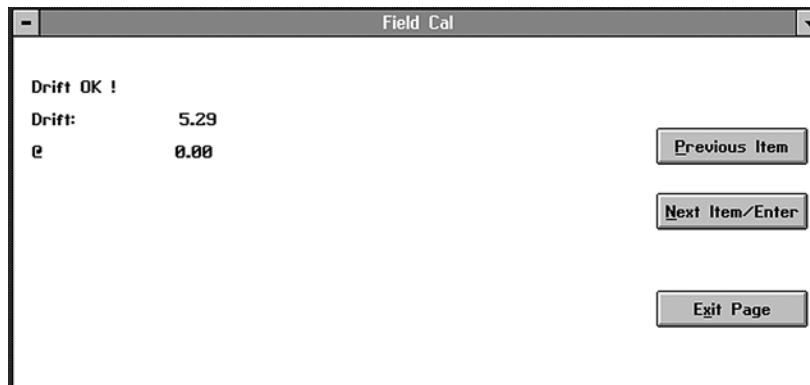 Field Cal
Drift OK !
Drift: 5.29
@ 0.00
Previous Item
Next Item/Enter
Exit Page